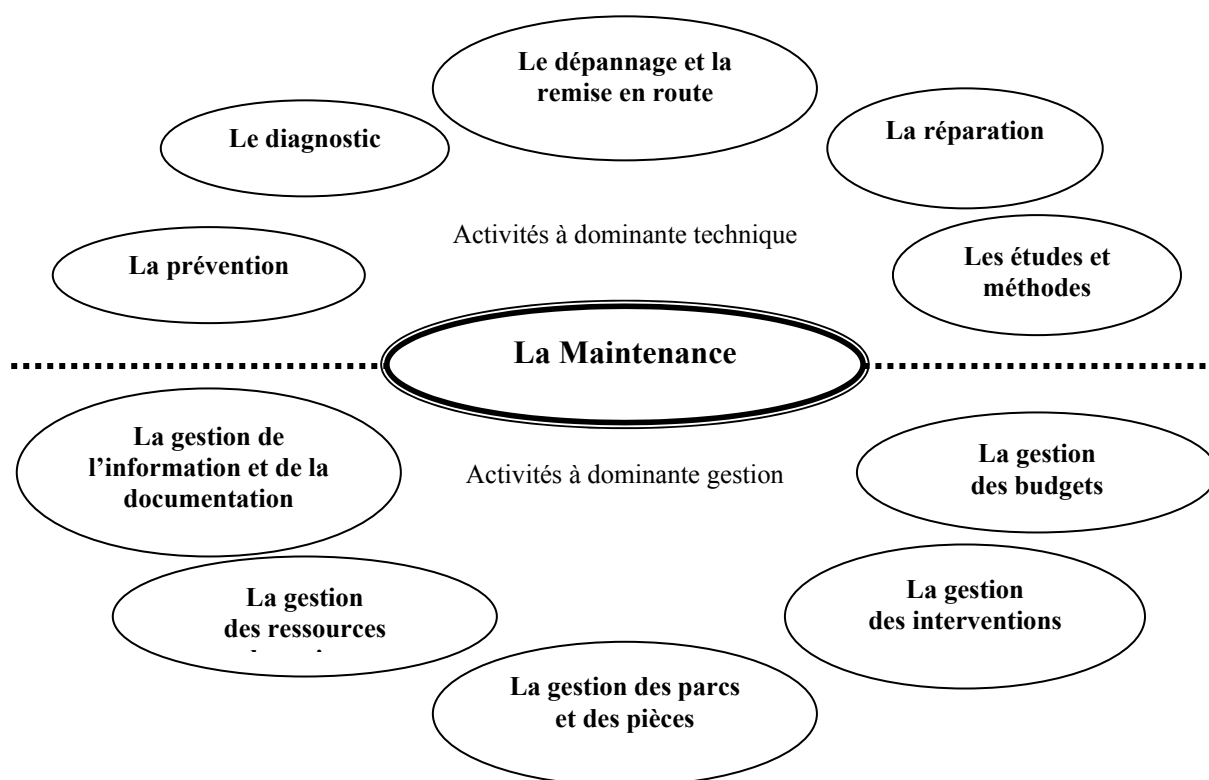 Le dépannage et la
remise en route
Le diagnostic
La réparation
Activités à dominante technique
La prévention
Les études et
méthodes
La Maintenance
La gestion de
l’information et de la
documentation
Activités à dominante gestion
La gestion
des budgets
La gestion
des ressources
La gestion
des interventions
La gestion des parcs
et des pièces